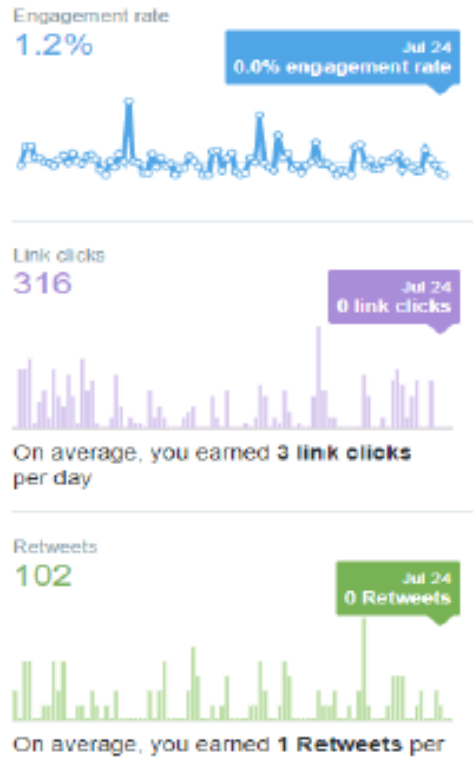 Engagement rate
1.2%
Jul 24
0.0% engagement rate
Link clicks
316
Jul 24
0 link clicks
On average, you earned 3 link clicks
per day
Retweets
102
Jul 24
0 Retweets
On average, you earned 1 Retweets per